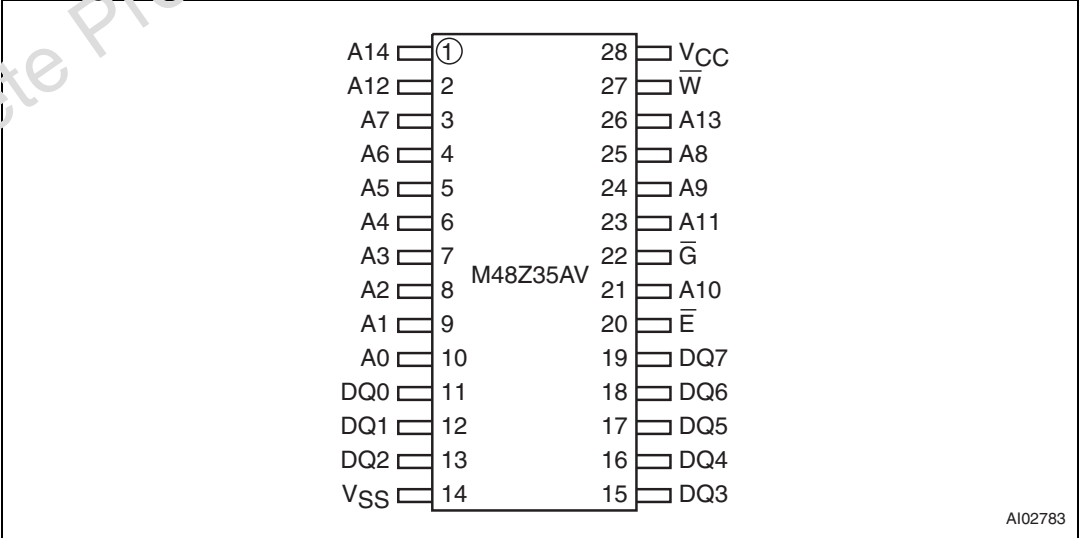 A14 1 28 VCC
A12 2 27 W̅
A7 3 26 A13
A6 4 25 A8
A5 5 24 A9
A4 6 23 A11
A3 7 22 G̅
M48Z35AV
A2 8 21 A10
A1 9 20 E̅
A0 10 19 DQ7
DQ0 11 18 DQ6
DQ1 12 17 DQ5
DQ2 13 16 DQ4
VSS 14 15 DQ3
AI02783